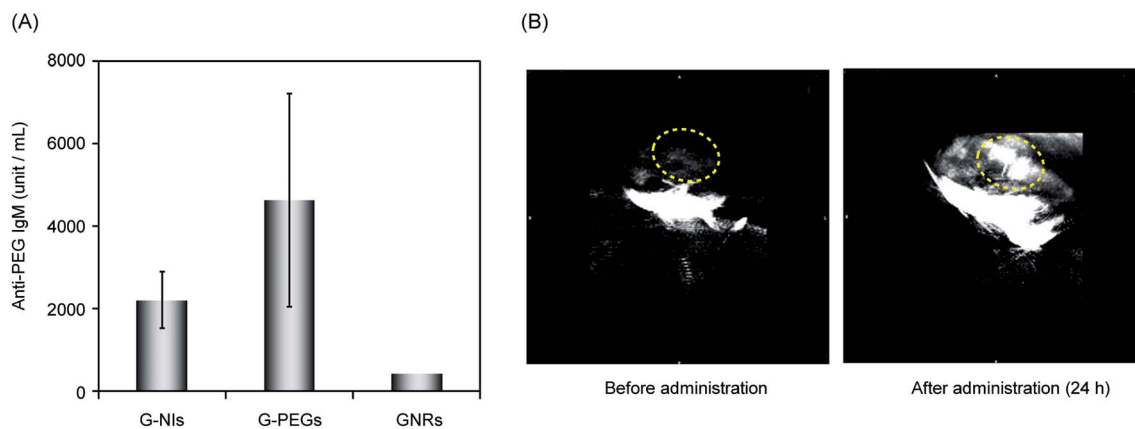 (A)
(B)
8000
6000
4000
2000
0
Anti-PEG IgM (unit / mL)
G-NIs
G-PEGs
GNRs
Before administration
After administration (24 h)